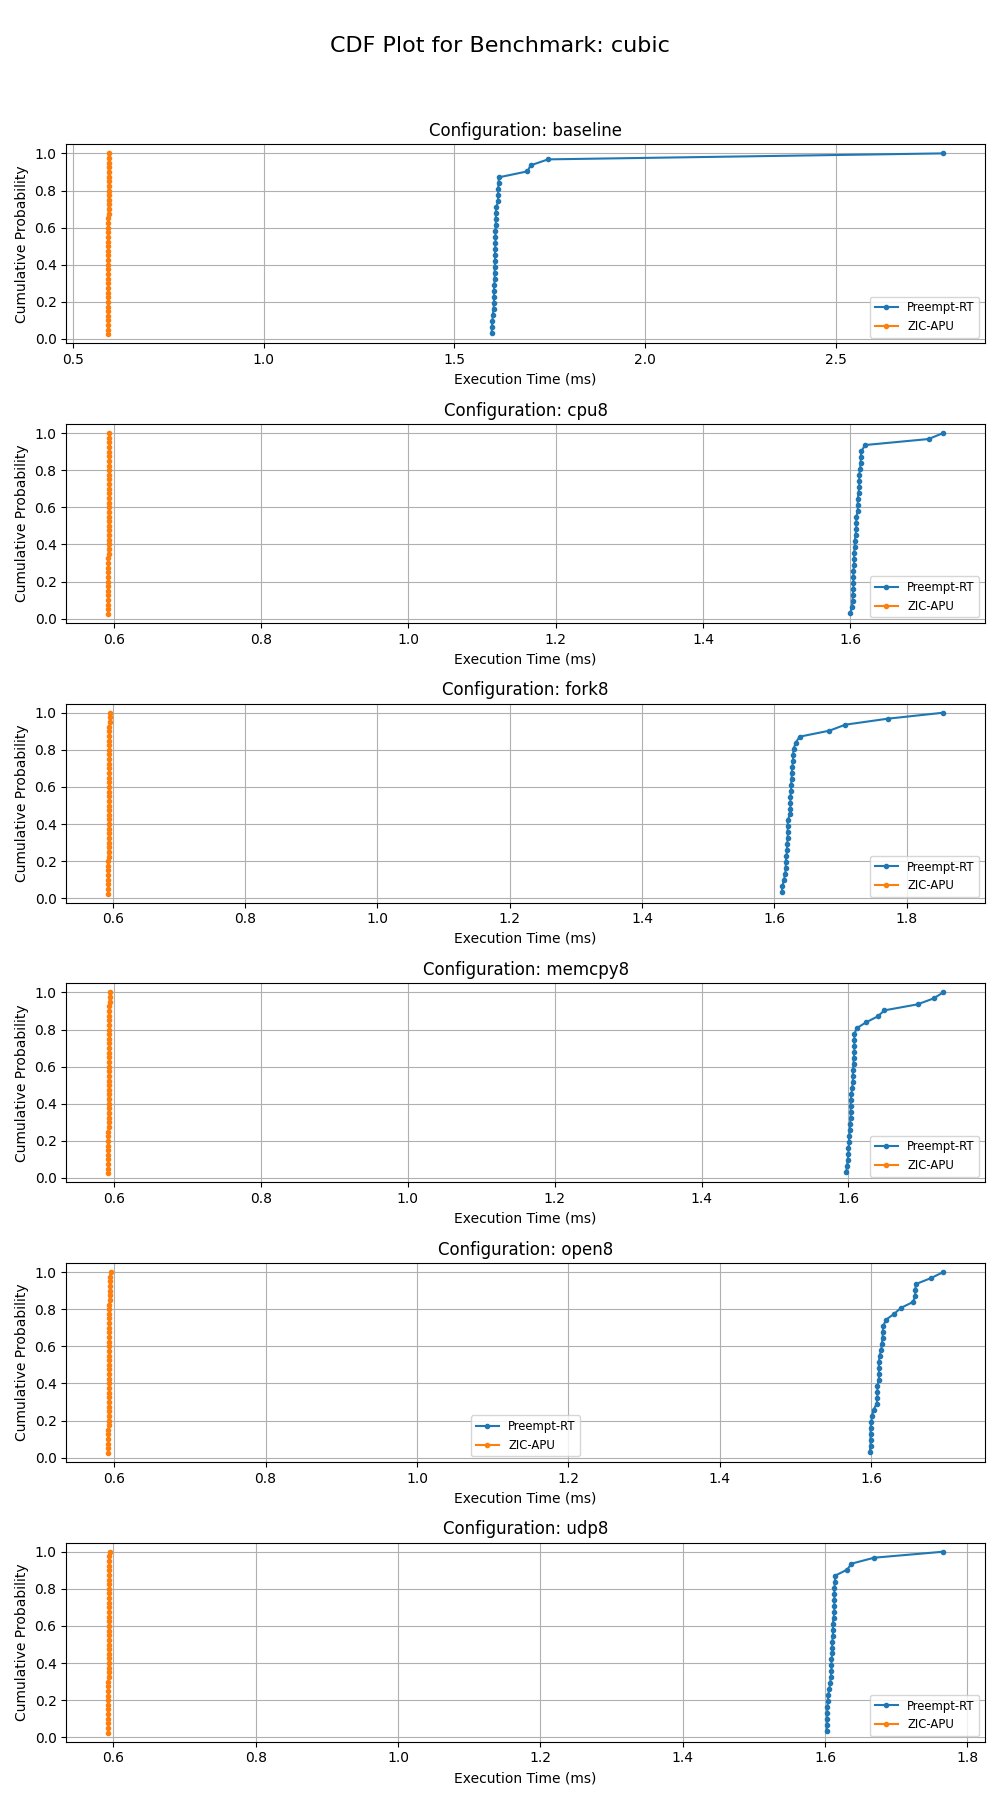 CDF Plot for Benchmark: cubic
Configuration: baseline
Cumulative Probability
1.0
0.8
0.6
0.4
0.2
0.0
Preempt-RT
ZIC-APU
0.5 1.0 1.5 2.0 2.5
Execution Time (ms)
Configuration: cpu8
Cumulative Probability
1.0
0.8
0.6
0.4
0.2
0.0
Preempt-RT
ZIC-APU
0.6 0.8 1.0 1.2 1.4 1.6
Execution Time (ms)
Configuration: fork8
Cumulative Probability
1.0
0.8
0.6
0.4
0.2
0.0
Preempt-RT
ZIC-APU
0.6 0.8 1.0 1.2 1.4 1.6 1.8
Execution Time (ms)
Configuration: memcpy8
Cumulative Probability
1.0
0.8
0.6
0.4
0.2
0.0
Preempt-RT
ZIC-APU
0.6 0.8 1.0 1.2 1.4 1.6
Execution Time (ms)
Configuration: open8
Cumulative Probability
1.0
0.8
0.6
0.4
0.2
0.0
Preempt-RT
ZIC-APU
0.6 0.8 1.0 1.2 1.4 1.6
Execution Time (ms)
Configuration: udp8
Cumulative Probability
1.0
0.8
0.6
0.4
0.2
0.0
Preempt-RT
ZIC-APU
0.6 0.8 1.0 1.2 1.4 1.6 1.8
Execution Time (ms)